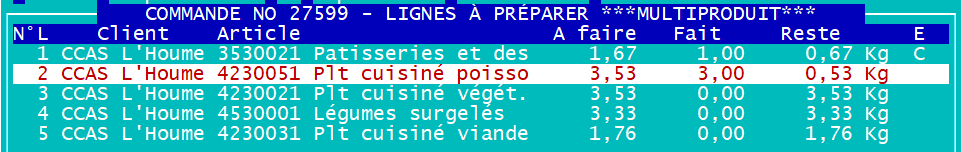 COMMANDE NO 27599 - LIGNES À PRÉPARER ***MULTIPRODUIT***
N°L Client Article A faire Fait Reste E
1 CCAS L'Houme 3530021 Patisseries et des 1,67 1,00 0,67 Kg C
2 CCAS L'Houme 4230051 Plt cuisiné poisso 3,53 3,00 0,53 Kg
3 CCAS L'Houme 4230021 Plt cuisiné végét. 3,53 0,00 3,53 Kg
4 CCAS L'Houme 4530001 Légumes surgelés 3,33 0,00 3,33 Kg
5 CCAS L'Houme 4230031 Plt cuisiné viande 1,76 0,00 1,76 Kg